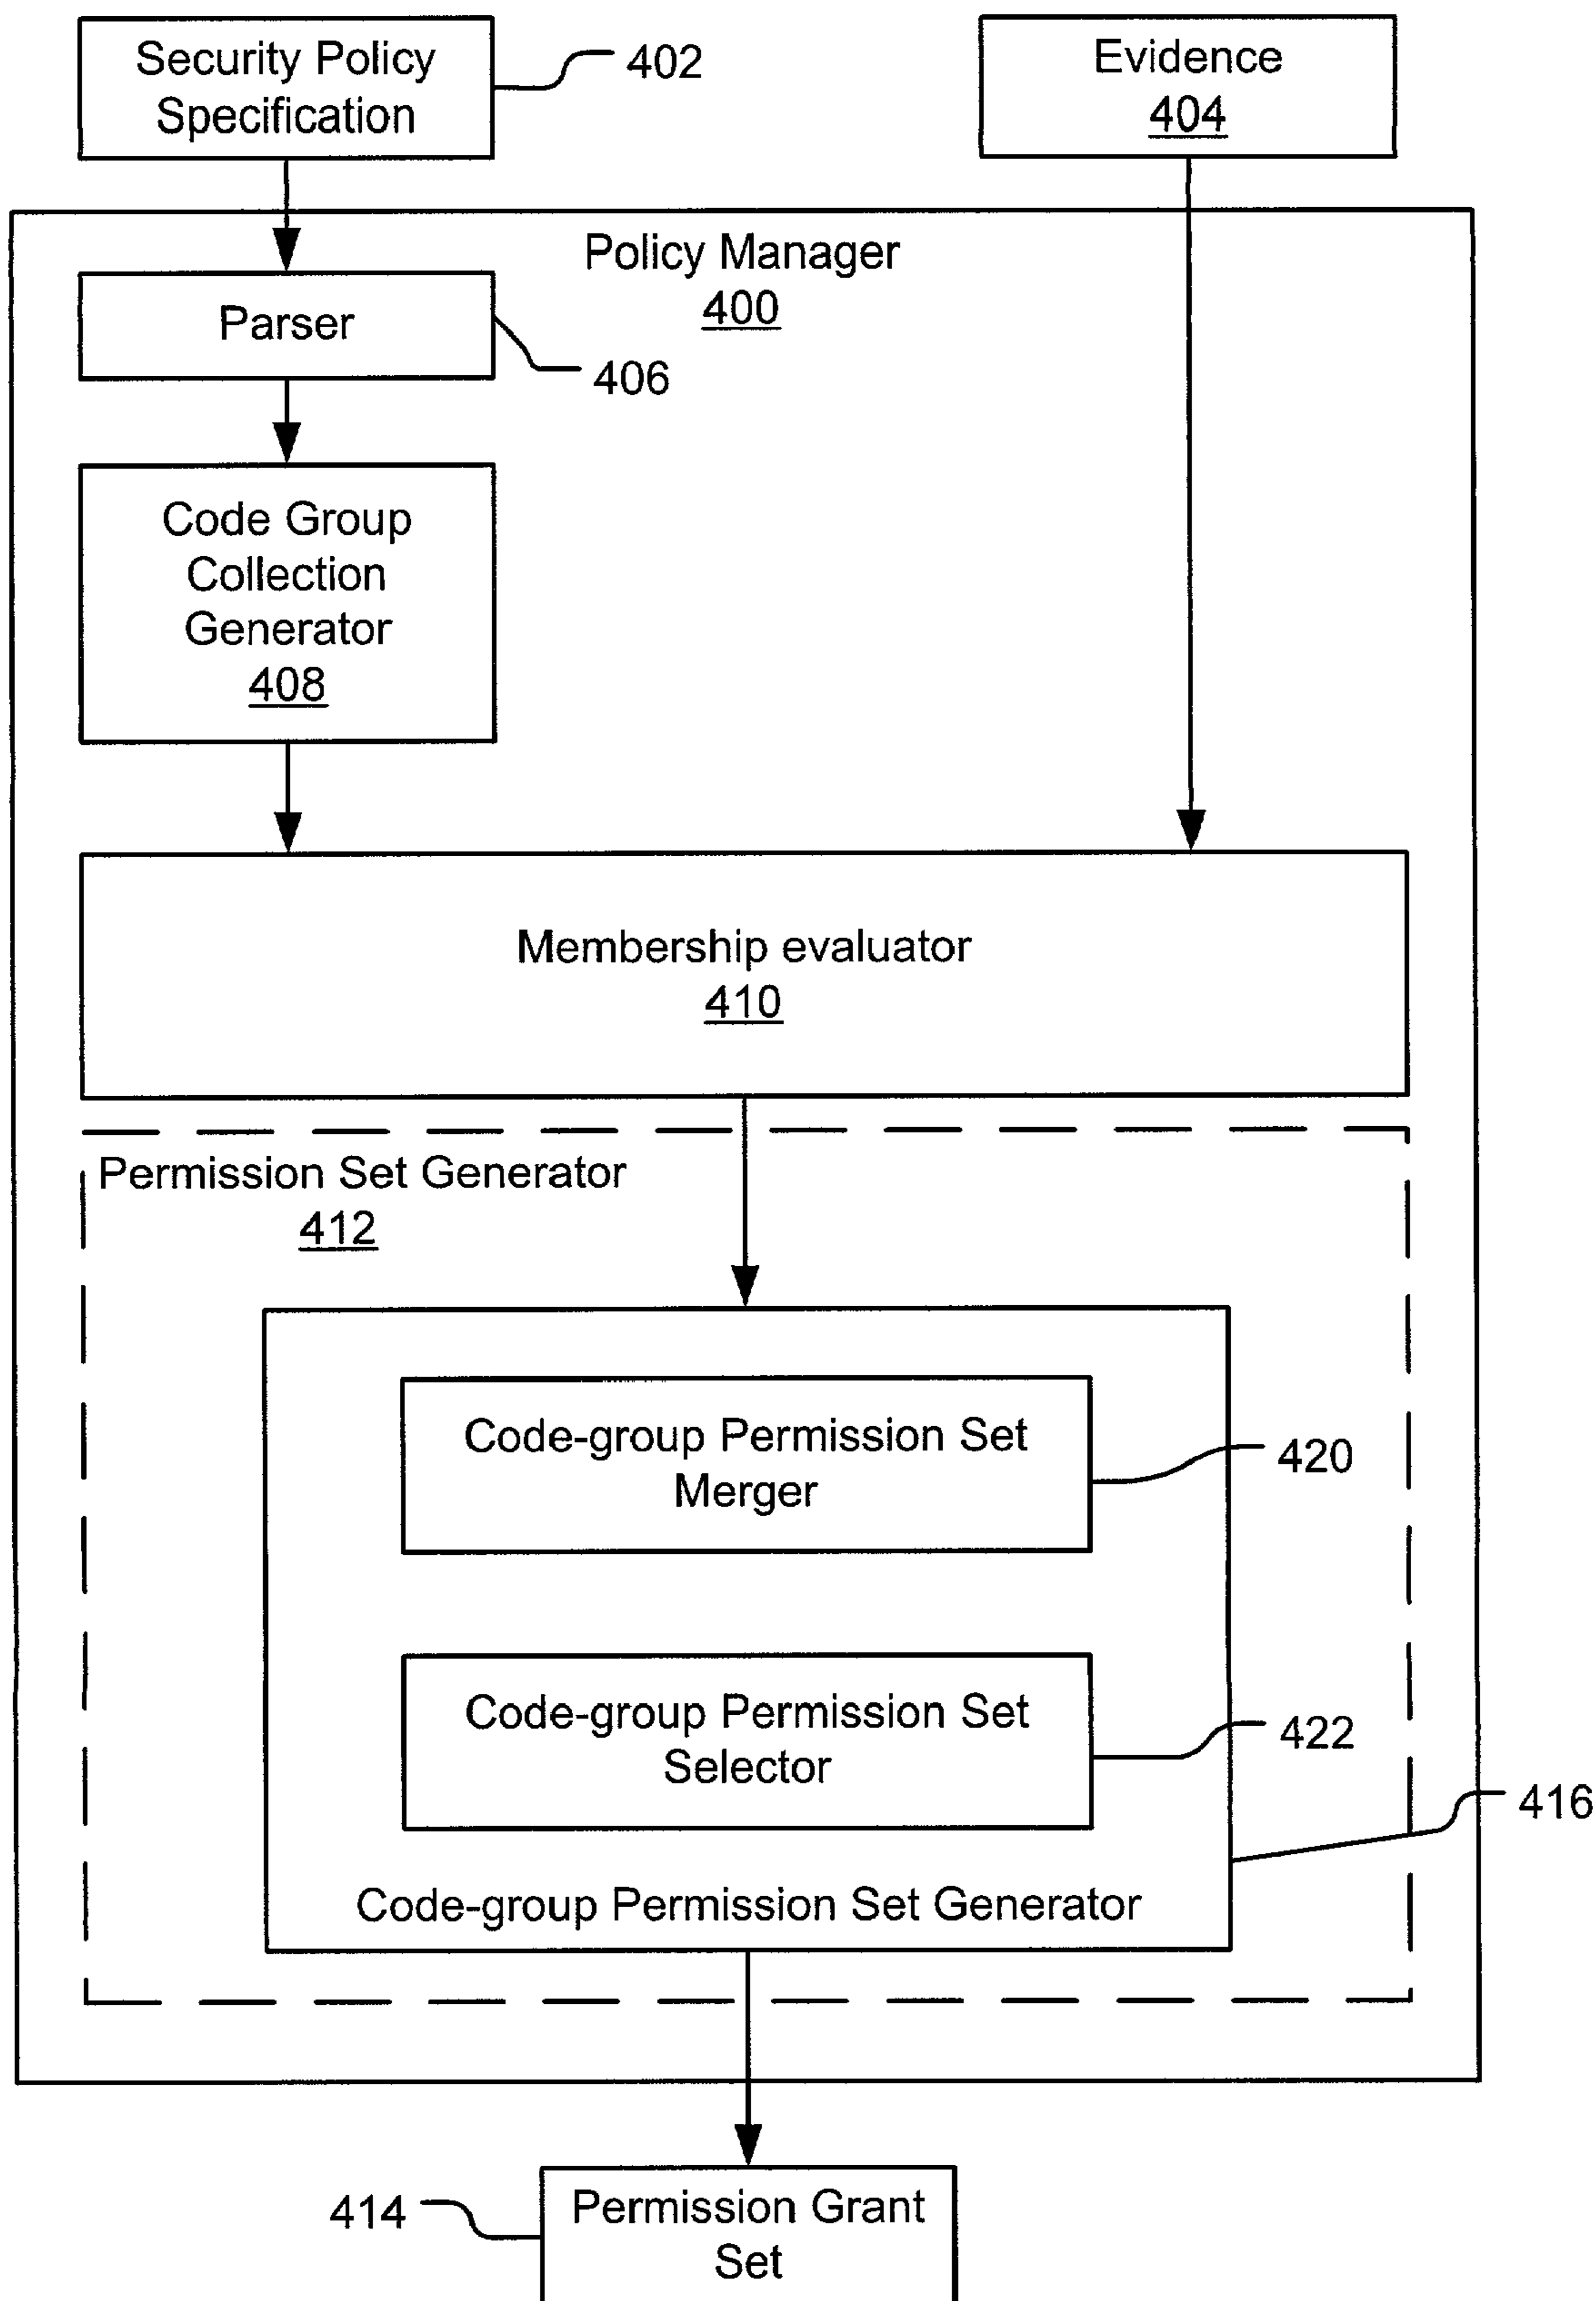 Security Policy
Specification
402
Evidence
404
Policy Manager
400
Parser
406
Code Group
Collection
Generator
408
Membership evaluator
410
Permission Set Generator
412
Code-group Permission Set
Merger
420
Code-group Permission Set
Selector
422
416
Code-group Permission Set Generator
414
Permission Grant
Set